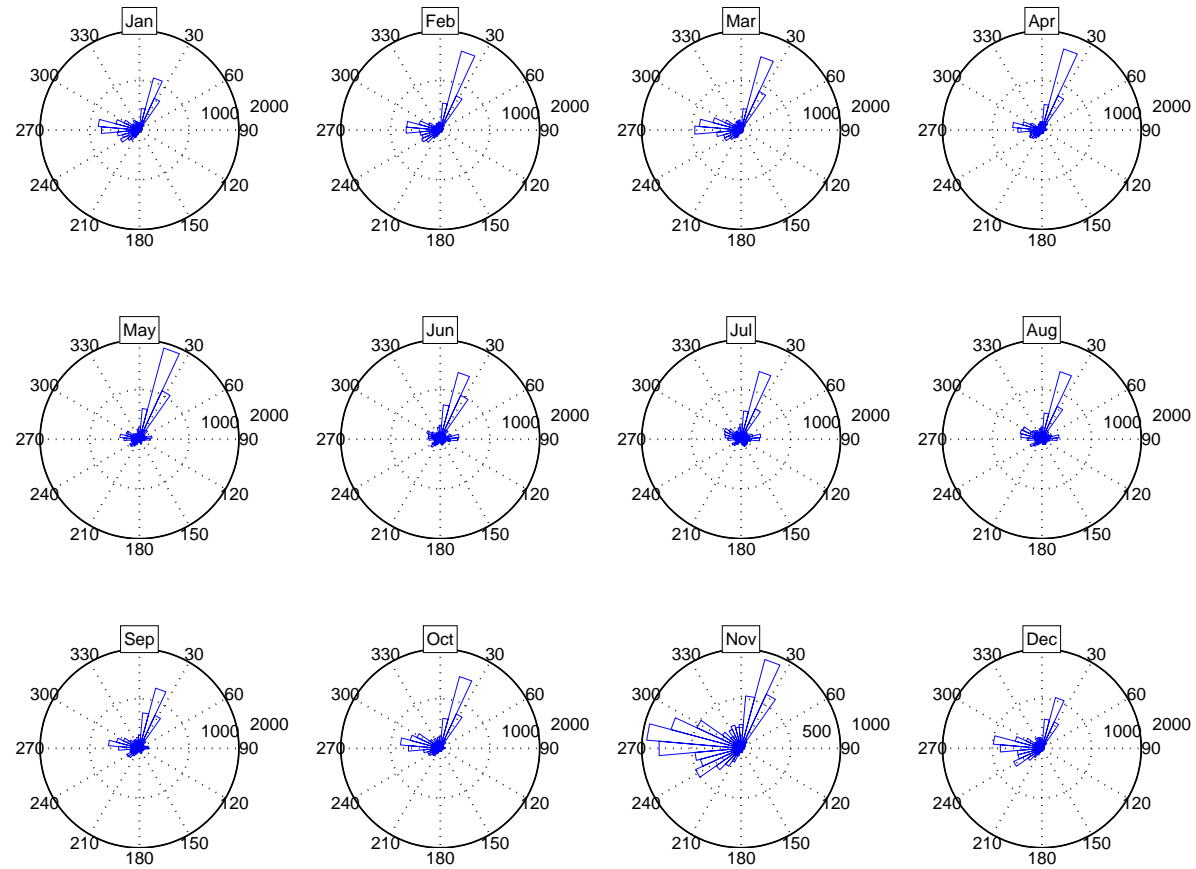 Jan Feb Mar Apr
330 30 330 30 330 30 330 30
300 60 300 60 300 60 300 60
1000 2000 1000 2000 1000 2000 1000 2000
270 90 270 90 270 90 270 90
240 120 240 120 240 120 240 120
210 150 210 150 210 150 210 150
180 180 180 180
May Jun Jul Aug
330 30 330 30 330 30 330 30
300 60 300 60 300 60 300 60
1000 2000 1000 2000 1000 2000 1000 2000
270 90 270 90 270 90 270 90
240 120 240 120 240 120 240 120
210 150 210 150 210 150 210 150
180 180 180 180
Sep Oct Nov Dec
330 30 330 30 330 30 330 30
300 60 300 60 300 60 300 60
1000 2000 1000 2000 500 1000 1000 2000
270 90 270 90 270 90 270 90
240 120 240 120 240 120 240 120
210 150 210 150 210 150 210 150
180 180 180 180